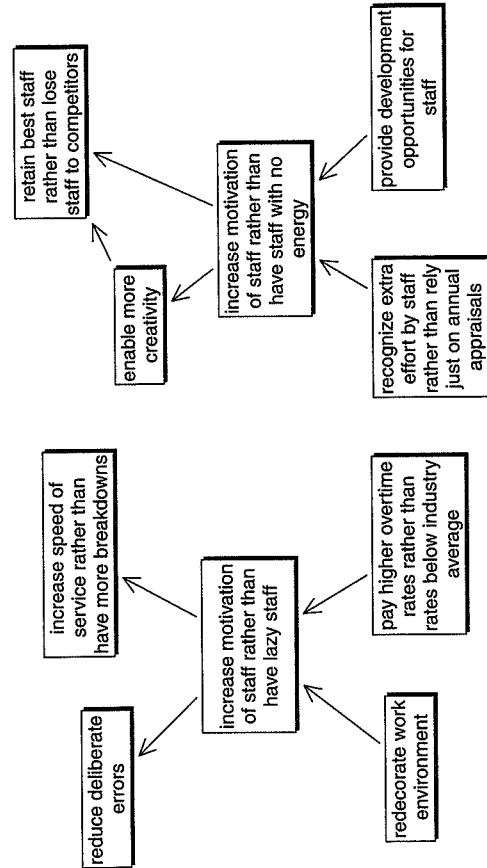 reduce deliberate
errors
increase speed of
service rather than
have more breakdowns
increase motivation
of staff rather than
have lazy staff
redecorate work
environment
pay higher overtime
rates rather than
rates below industry
average
retain best staff
rather than lose
staff to competitors
enable more
creativity
increase motivation
of staff rather than
have staff with no
energy
recognize extra
effort by staff
rather than rely
just on annual
appraisals
provide development
opportunities for
staff